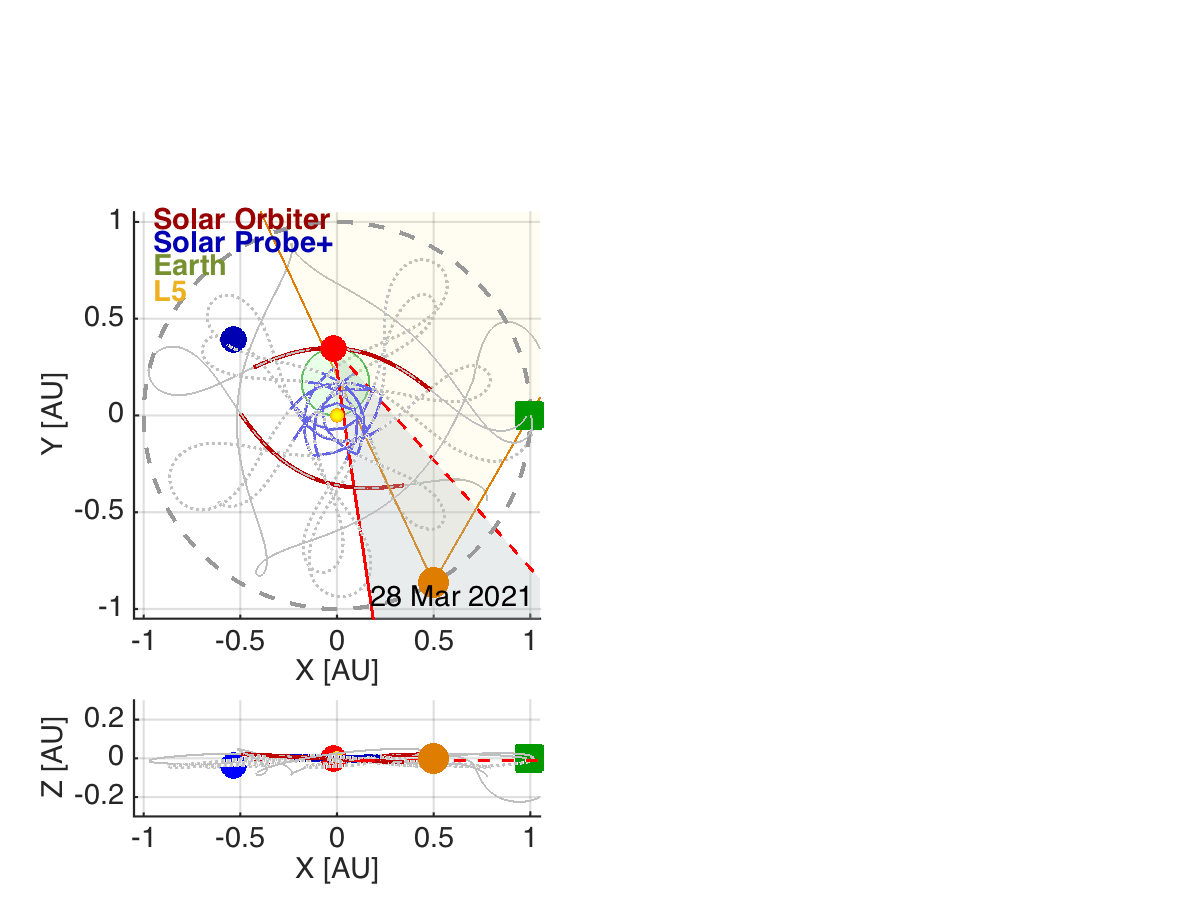 Solar Orbiter
Solar Probe+
Earth
L5
1
0.5
0
-0.5
-1
Y [AU]
28 Mar 2021
-1 -0.5 0 0.5 1
X [AU]
0.2
0
-0.2
Z [AU]
-1 -0.5 0 0.5 1
X [AU]